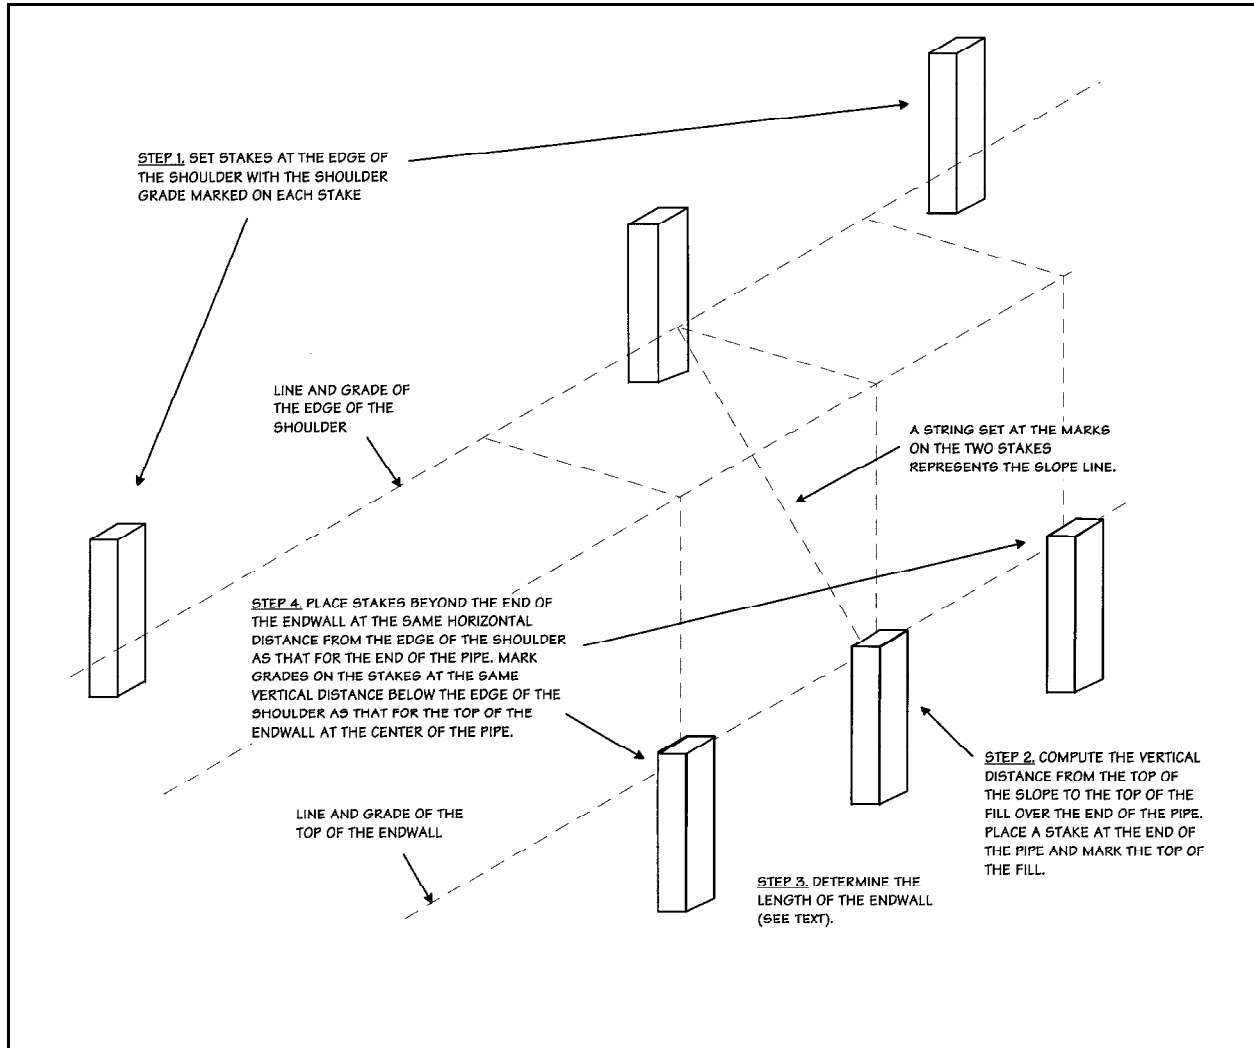 STEP 1. SET STAKES AT THE EDGE OF
THE SHOULDER WITH THE SHOULDER
GRADE MARKED ON EACH STAKE
LINE AND GRADE OF
THE EDGE OF THE
SHOULDER
A STRING SET AT THE MARKS
ON THE TWO STAKES
REPRESENTS THE SLOPE LINE.
STEP 4. PLACE STAKES BEYOND THE END OF
THE ENDWALL AT THE SAME HORIZONTAL
DISTANCE FROM THE EDGE OF THE SHOULDER
AS THAT FOR THE END OF THE PIPE. MARK
GRADES ON THE STAKES AT THE SAME
VERTICAL DISTANCE BELOW THE EDGE OF THE
SHOULDER AS THAT FOR THE TOP OF THE
ENDWALL AT THE CENTER OF THE PIPE.
STEP 2. COMPUTE THE VERTICAL
DISTANCE FROM THE TOP OF
THE SLOPE TO THE TOP OF THE
FILL OVER THE END OF THE PIPE.
PLACE A STAKE AT THE END OF
THE PIPE AND MARK THE TOP OF
THE FILL.
LINE AND GRADE OF THE
TOP OF THE ENDWALL
STEP 3. DETERMINE THE
LENGTH OF THE ENDWALL
(SEE TEXT).